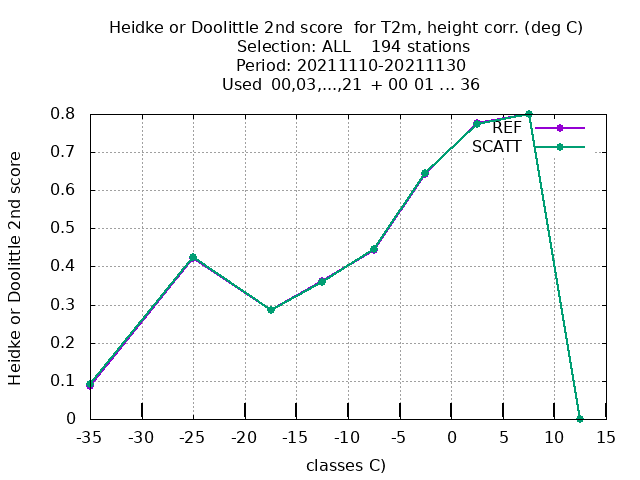 Heidke or Doolittle 2nd score  for T2m, height corr. (deg C)
Selection: ALL    194 stations
Period: 20211110-20211130
Used  00,03,...,21  + 00 01 ... 36
Heidke or Doolittle 2nd score
0.8
0.7
0.6
0.5
0.4
0.3
0.2
0.1
0
REF
SCATT
-35 -30 -25 -20 -15 -10 -5 0 5 10 15
classes C)